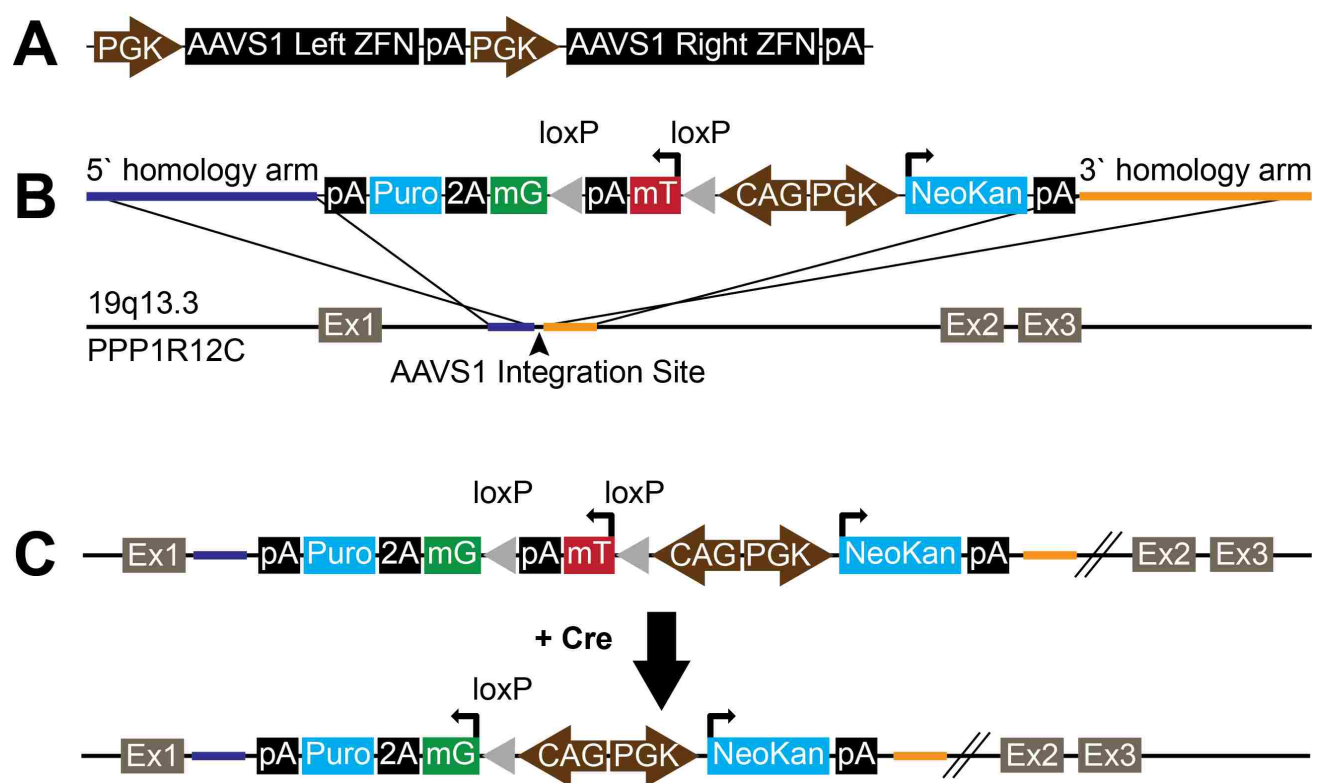 A
PGK AAVS1 Left ZFN pA PGK AAVS1 Right ZFN pA
loxP loxP
B
5` homology arm 3` homology arm
pA Puro 2A mG pA mT CAG PGK NeoKan pA
19q13.3
Ex1 Ex2 Ex3
PPP1R12C
AAVS1 Integration Site
loxP loxP
C
Ex1 pA Puro 2A mG pA mT CAG PGK NeoKan pA Ex2 Ex3
+ Cre
loxP
Ex1 pA Puro 2A mG CAG PGK NeoKan pA Ex2 Ex3